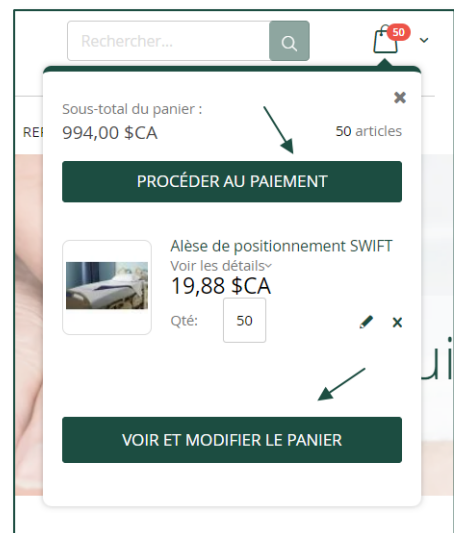 Rechercher...
50
Sous-total du panier :
994,00 $CA
50 articles
PROCÉDER AU PAIEMENT
Alèse de positionnement SWIFT
Voir les détails
19,88 $CA
Qté: 50
VOIR ET MODIFIER LE PANIER